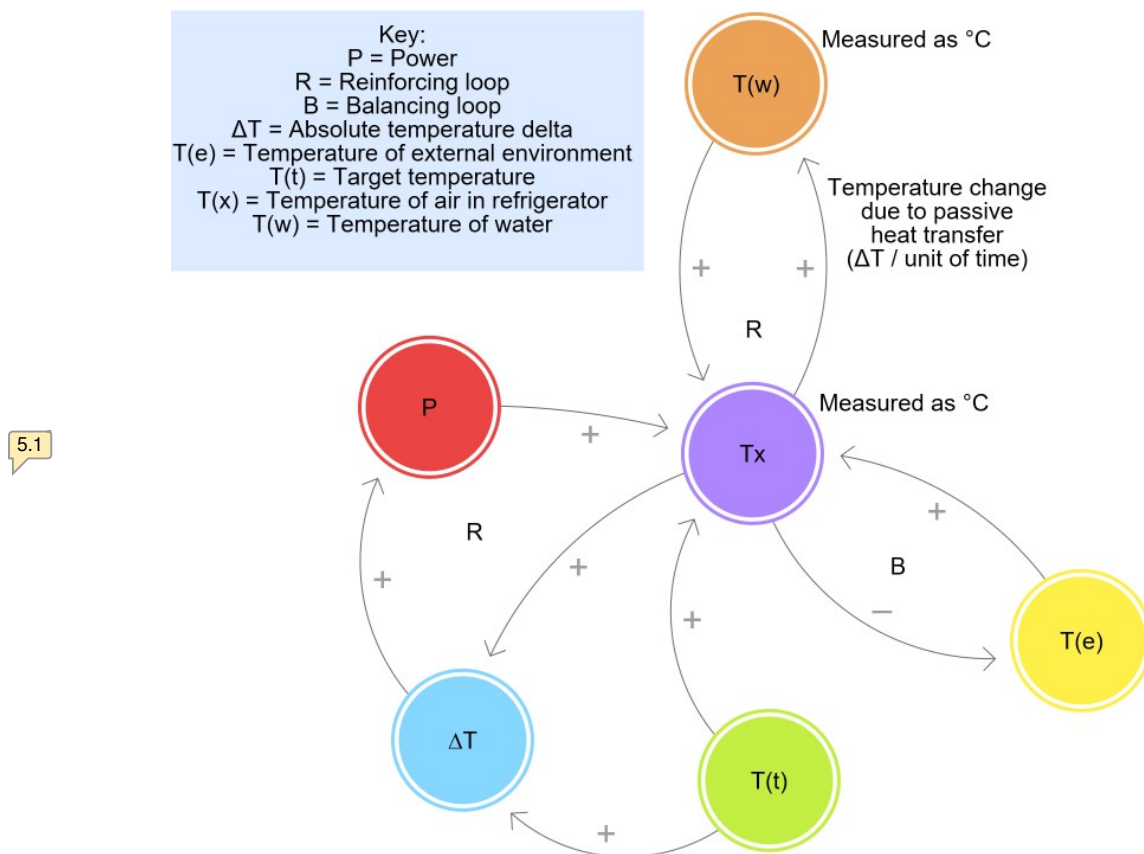 Key:
P = Power
R = Reinforcing loop
B = Balancing loop
ΔT = Absolute temperature delta
T(e) = Temperature of external environment
T(t) = Target temperature
T(x) = Temperature of air in refrigerator
T(w) = Temperature of water
Measured as °C
T(w)
Temperature change
due to passive
heat transfer
(ΔT / unit of time)
+
+
R
P
+
Measured as °C
Tx
5.1
R
+
+
+
+
B
−
T(e)
ΔT
T(t)
+